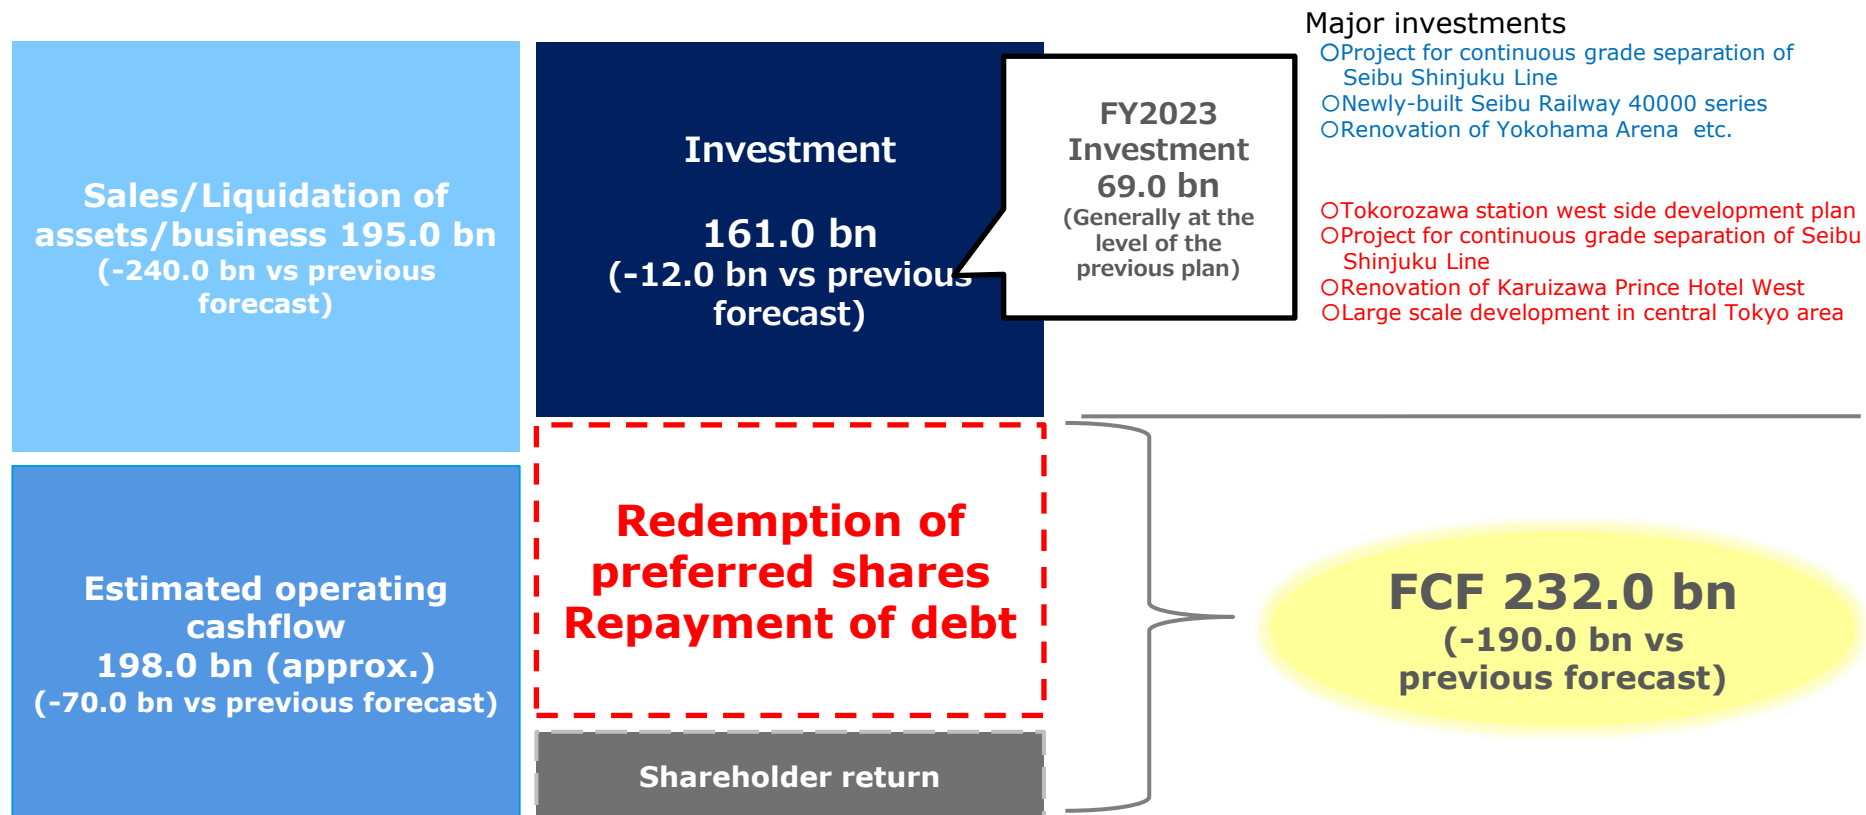 Sales/Liquidation of
assets/business 195.0 bn
(-240.0 bn vs previous
forecast)
Estimated operating
cashflow
198.0 bn (approx.)
(-70.0 bn vs previous forecast)
Investment
161.0 bn
(-12.0 bn vs previous
forecast)
Redemption of
preferred shares
Repayment of debt
Shareholder return
FY2023
Investment
69.0 bn
(Generally at the
level of the
previous plan)
Major investments
〇Project for continuous grade separation of
Seibu Shinjuku Line
〇Newly-built Seibu Railway 40000 series
〇Renovation of Yokohama Arena etc.
〇Tokorozawa station west side development plan
〇Project for continuous grade separation of Seibu
Shinjuku Line
〇Renovation of Karuizawa Prince Hotel West
〇Large scale development in central Tokyo area
FCF 232.0 bn
(-190.0 bn vs
previous forecast)